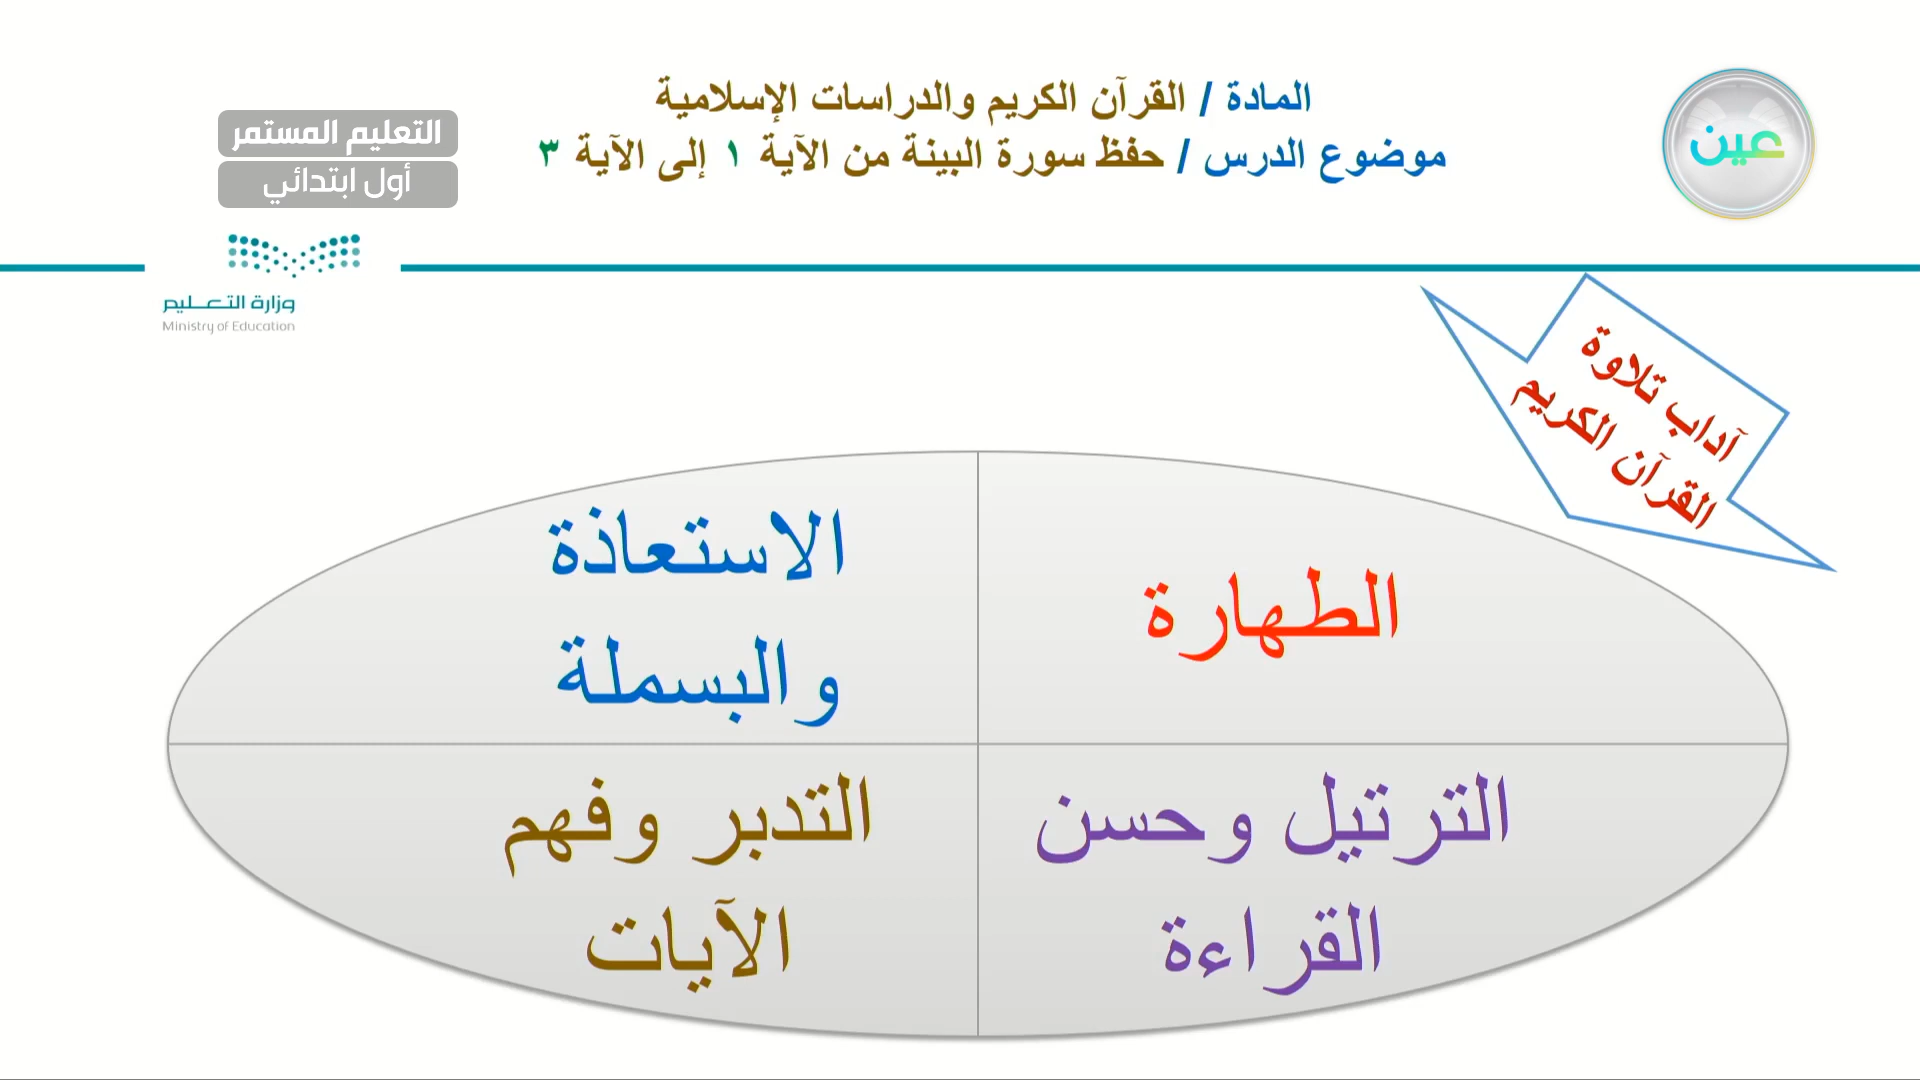 المادة / القرآن الكريم والدراسات الإسلامية
موضوع الدرس / حفظ سورة البينة من الآية ١ إلى الآية ٣
عين
التعليم المستمر
أول ابتدائي
وزارة التعليم
Ministry of Education
آداب تلاوة
القرآن الكريم
الطهارة
الاستعاذة
والبسملة
الترتيل وحسن
القراءة
التدبر وفهم
الآيات